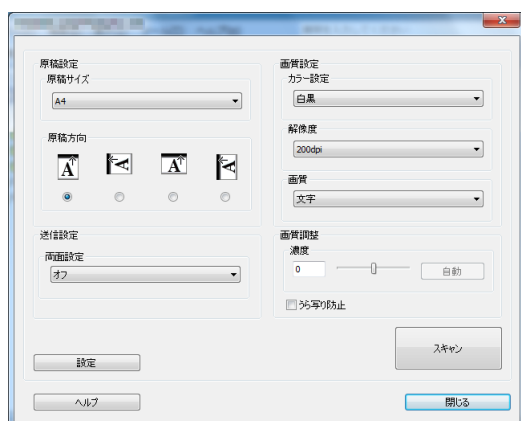 原稿設定
原稿サイズ
A4
原稿方向
A A A A
送信設定
両面設定
オフ
設定
ヘルプ
画質設定
カラー設定
白黒
解像度
200dpi
画質
文字
画質調整
濃度
0
自動
うら写り防止
スキャン
閉じる